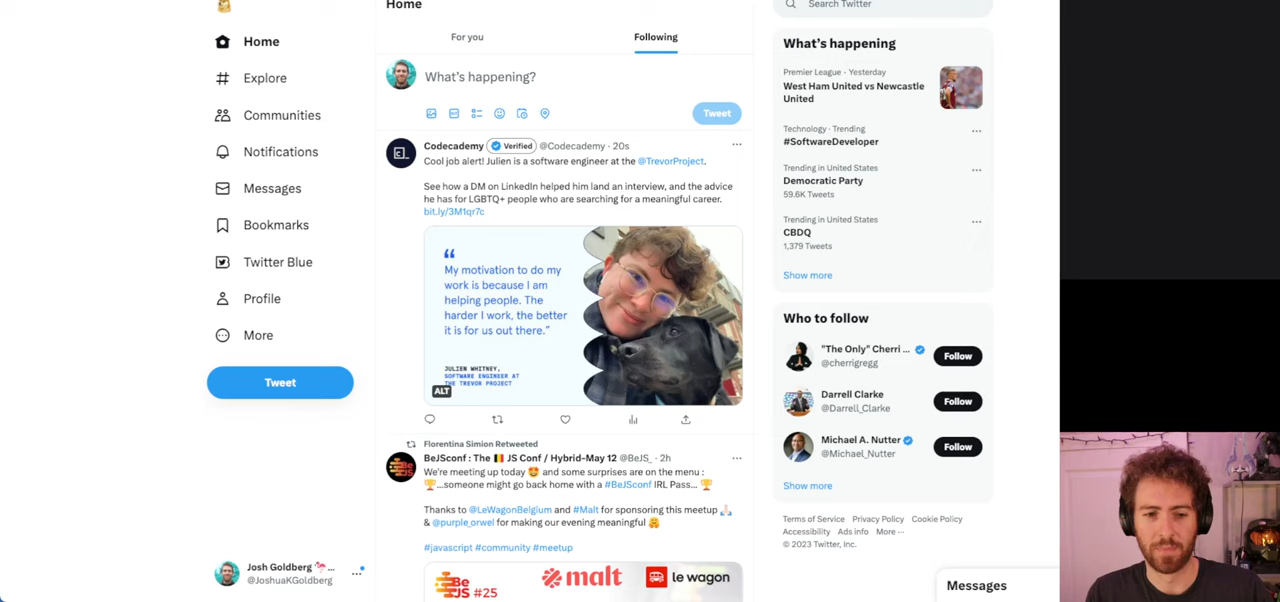 Home
Explore
Communities
Notifications
Messages
Bookmarks
Twitter Blue
Profile
More
Tweet
Josh Goldberg
@JoshuaKGoldberg
Home
For you
Following
What's happening?
Tweet
Codecademy Verified @Codecademy · 20s
Cool job alert! Julien is a software engineer at the @TrevorProject.
See how a DM on LinkedIn helped him land an interview, and the advice
he has for LGBTQ+ people who are searching for a meaningful career.
bit.ly/3M1qr7c
“
My motivation to do my
work is because I am
helping people. The
harder I work, the better
it is for us out there.”
JULIEN WHITNEY,
SOFTWARE ENGINEER AT
THE TREVOR PROJECT
ALT
Florentina Simion Retweeted
BeJSconf : The 🇧🇪 JS Conf / Hybrid-May 12 @BeJS_ · 2h
We're meeting up today 🤩 and some surprises are on the menu :
🏆...someone might go back home with a #BeJSconf IRL Pass... 🏆
Thanks to @LeWagonBelgium and #Malt for sponsoring this meetup 🙏🏻
& @purple_orwel for making our evening meaningful 🤗
#javascript #community #meetup
Be JS #25
malt
le wagon
Search Twitter
What's happening
Premier League · Yesterday
West Ham United vs Newcastle
United
Technology · Trending
#SoftwareDeveloper
Trending in United States
Democratic Party
59.6K Tweets
Trending in United States
CBDQ
1,379 Tweets
Show more
Who to follow
"The Only" Cherri ...
@cherrigregg
Follow
Darrell Clarke
@Darrell_Clarke
Follow
Michael A. Nutter
@Michael_Nutter
Follow
Show more
Terms of Service Privacy Policy Cookie Policy
Accessibility Ads info More ···
© 2023 Twitter, Inc.
Messages